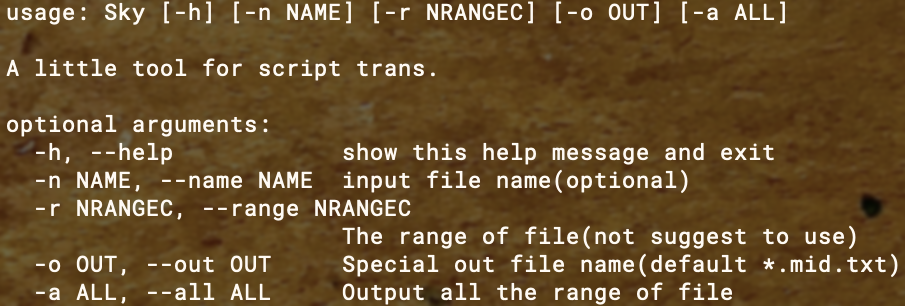 usage: Sky [-h] [-n NAME] [-r NRANGEC] [-o OUT] [-a ALL]
A little tool for script trans.
optional arguments:
-h, --help show this help message and exit
-n NAME, --name NAME input file name(optional)
-r NRANGEC, --range NRANGEC
The range of file(not suggest to use)
-o OUT, --out OUT Special out file name(default *.mid.txt)
-a ALL, --all ALL Output all the range of file